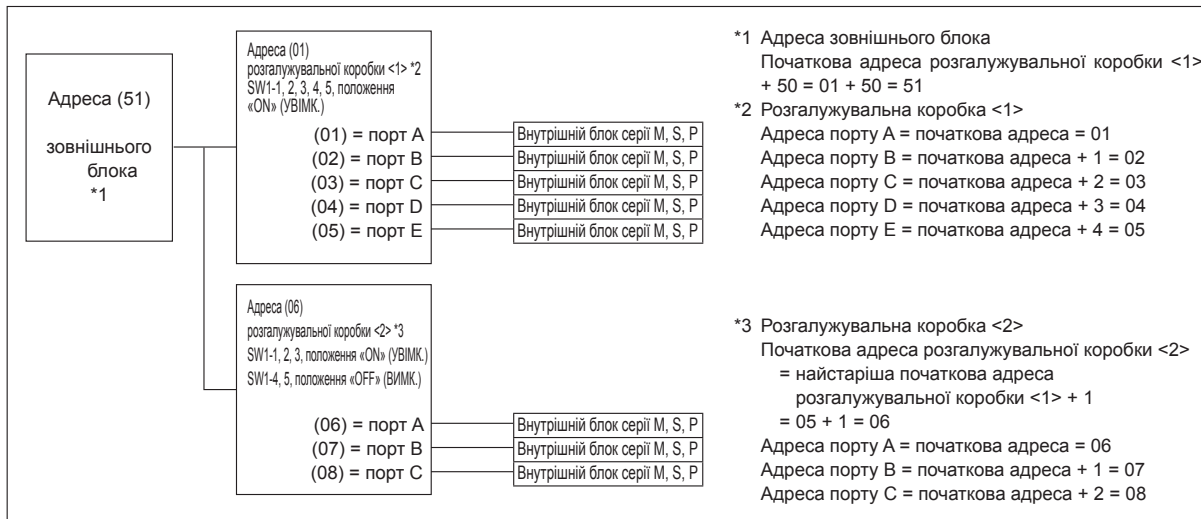 Адреса (51)
зовнішнього
блока
*1
Адреса (01)
розгалужувальної коробки <1> *2
SW1-1, 2, 3, 4, 5, положення
«ON» (УВІМК.)
(01) = порт A
(02) = порт B
(03) = порт C
(04) = порт D
(05) = порт E
Внутрішній блок серії M, S, P
Внутрішній блок серії M, S, P
Внутрішній блок серії M, S, P
Внутрішній блок серії M, S, P
Внутрішній блок серії M, S, P
Адреса (06)
розгалужувальної коробки <2> *3
SW1-1, 2, 3, положення «ON» (УВІМК.)
SW1-4, 5, положення «OFF» (ВИМК.)
(06) = порт A
(07) = порт B
(08) = порт C
Внутрішній блок серії M, S, P
Внутрішній блок серії M, S, P
Внутрішній блок серії M, S, P
*1 Адреса зовнішнього блока
Початкова адреса розгалужувальної коробки <1>
+ 50 = 01 + 50 = 51
*2 Розгалужувальна коробка <1>
Адреса порту A = початкова адреса = 01
Адреса порту B = початкова адреса + 1 = 02
Адреса порту C = початкова адреса + 2 = 03
Адреса порту D = початкова адреса + 3 = 04
Адреса порту E = початкова адреса + 4 = 05
*3 Розгалужувальна коробка <2>
Початкова адреса розгалужувальної коробки <2>
= найстаріша початкова адреса
розгалужувальної коробки <1> + 1
= 05 + 1 = 06
Адреса порту A = початкова адреса = 06
Адреса порту B = початкова адреса + 1 = 07
Адреса порту C = початкова адреса + 2 = 08